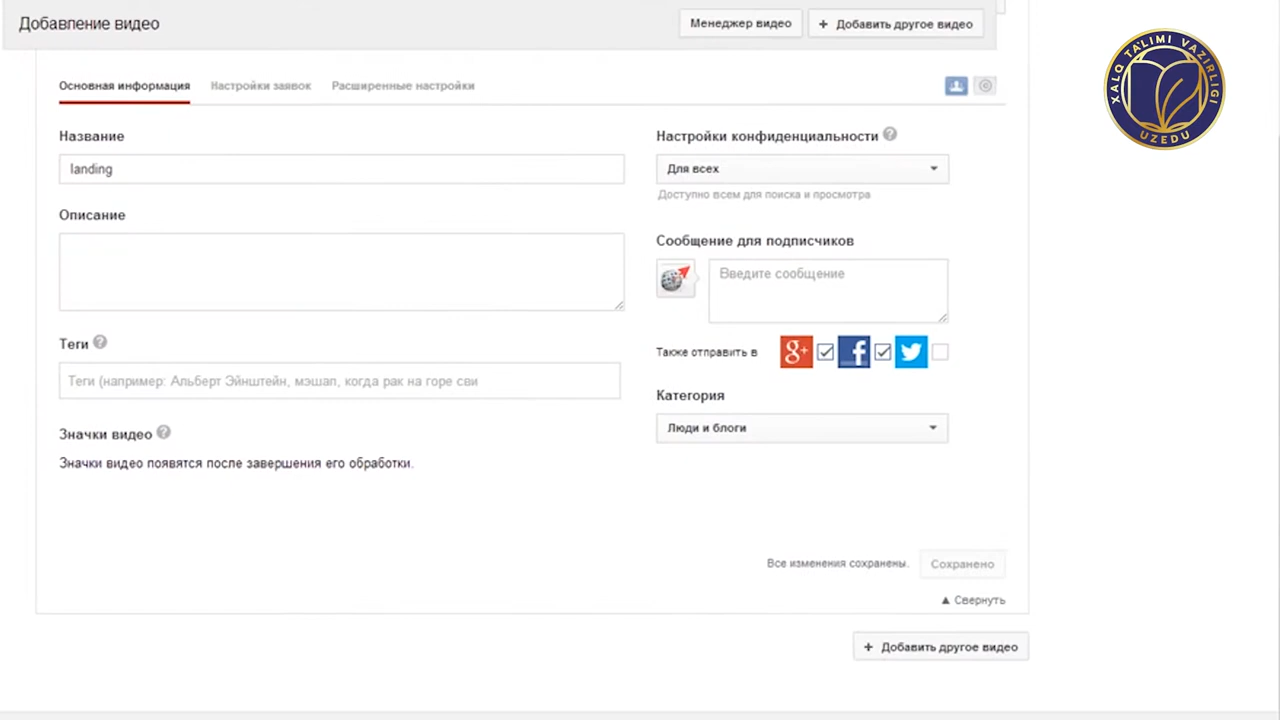 Добавление видео
Менеджер видео
+ Добавить другое видео
Основная информация
Настройки заявок
Расширенные настройки
Название
landing
Описание
Теги
Теги (например: Альберт Эйнштейн, мэшап, когда рак на горе сви
Значки видео
Значки видео появятся после завершения его обработки.
Настройки конфиденциальности
Для всех
Доступно всем для поиска и просмотра
Сообщение для подписчиков
Введите сообщение
Также отправить в
Категория
Люди и блоги
Все изменения сохранены.
Сохранено
▲ Свернуть
+ Добавить другое видео
XALQ TA'LIMI VAZIRLIGI
UZEDU